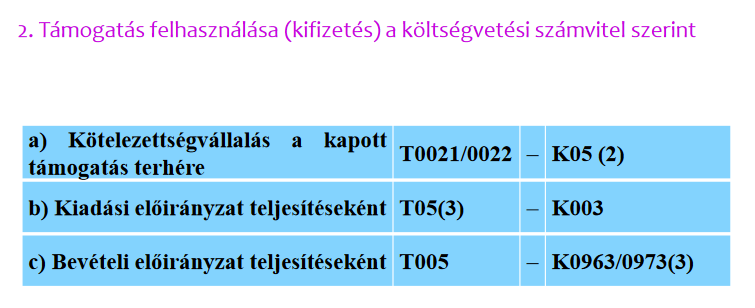 2. Támogatás felhasználása (kifizetés) a költségvetési számvitel szerint
a) Kötelezettségvállalás a kapott
támogatás terhére
T0021/0022 – K05 (2)
b) Kiadási előirányzat teljesítéseként T05(3) – K003
c) Bevételi előirányzat teljesítéseként T005 – K0963/0973(3)